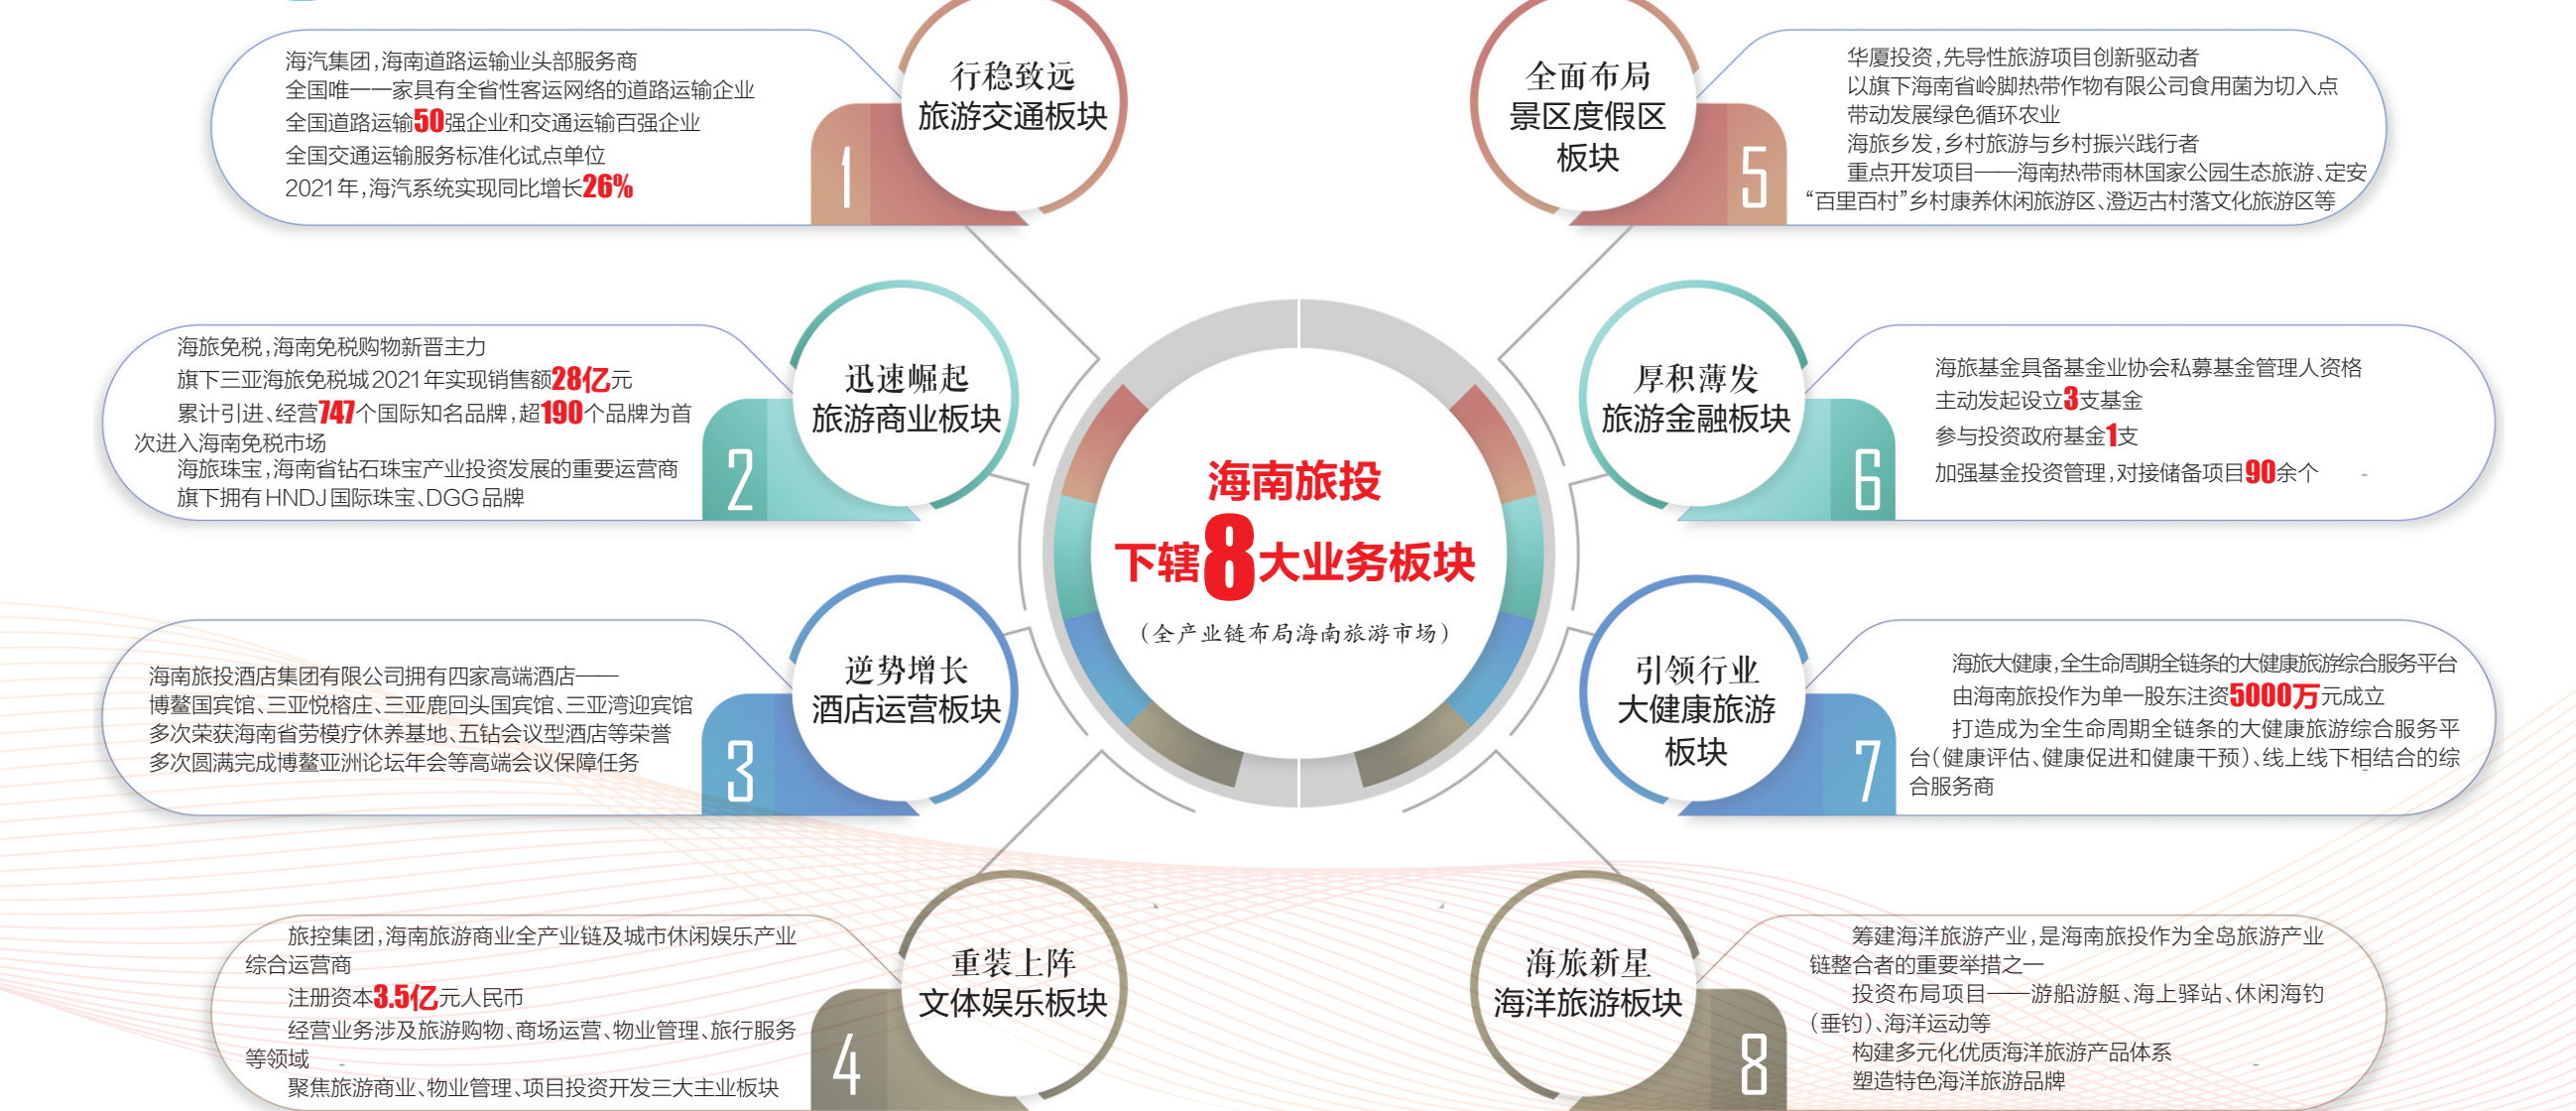 海南旅投
下辖8大业务板块
（全产业链布局海南旅游市场）
行稳致远
旅游交通板块
1
海汽集团，海南道路运输业头部服务商
全国唯一一家具有全省性客运网络的道路运输企业
全国道路运输50强企业和交通运输百强企业
全国交通运输服务标准化试点单位
2021年，海汽系统实现同比增长26%
迅速崛起
旅游商业板块
2
海旅免税，海南免税购物新晋主力
旗下三亚海旅免税城2021年实现销售额28亿元
累计引进、经营747个国际知名品牌，超190个品牌为首
次进入海南免税市场
海旅珠宝，海南省钻石珠宝产业投资发展的重要运营商
旗下拥有HNDJ国际珠宝、DGG品牌
逆势增长
酒店运营板块
3
海南旅投酒店集团有限公司拥有四家高端酒店——
博鳌国宾馆、三亚悦榕庄、三亚鹿回头国宾馆、三亚湾迎宾馆
多次荣获海南省劳模疗休养基地、五钻会议型酒店等荣誉
多次圆满完成博鳌亚洲论坛年会等高端会议保障任务
重装上阵
文体娱乐板块
4
旅控集团，海南旅游商业全产业链及城市休闲娱乐产业
综合运营商
注册资本3.5亿元人民币
经营业务涉及旅游购物、商场运营、物业管理、旅行服务
等领域
聚焦旅游商业、物业管理、项目投资开发三大主业板块
全面布局
景区度假区
板块
5
华厦投资，先导性旅游项目创新驱动者
以旗下海南省岭脚热带作物有限公司食用菌为切入点
带动发展绿色循环农业
海旅乡发，乡村旅游与乡村振兴践行者
重点开发项目——海南热带雨林国家公园生态旅游、定安
“百里百村”乡村康养休闲旅游区、澄迈古村落文化旅游区等
厚积薄发
旅游金融板块
6
海旅基金具备基金业协会私募基金管理人资格
主动发起设立3支基金
参与投资政府基金1支
加强基金投资管理，对接储备项目90余个
引领行业
大健康旅游
板块
7
海旅大健康，全生命周期全链条的大健康旅游综合服务平台
由海南旅投作为单一股东注资5000万元成立
打造成为全生命周期全链条的大健康旅游综合服务平
台（健康评估、健康促进和健康干预）、线上线下相结合的综
合服务商
海旅新星
海洋旅游板块
8
筹建海洋旅游产业，是海南旅投作为全岛旅游产业
链整合者的重要举措之一
投资布局项目——游船游艇、海上驿站、休闲海钓
（垂钓）、海洋运动等
构建多元化优质海洋旅游产品体系
塑造特色海洋旅游品牌